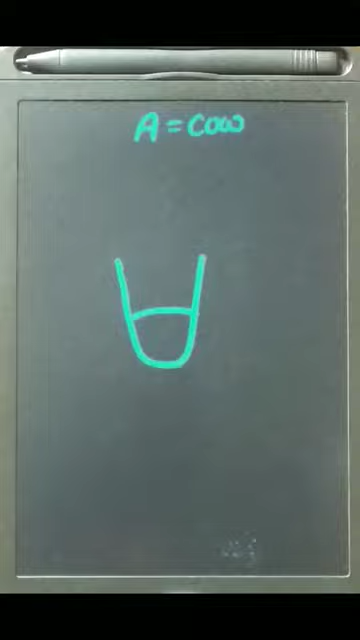 A = cow